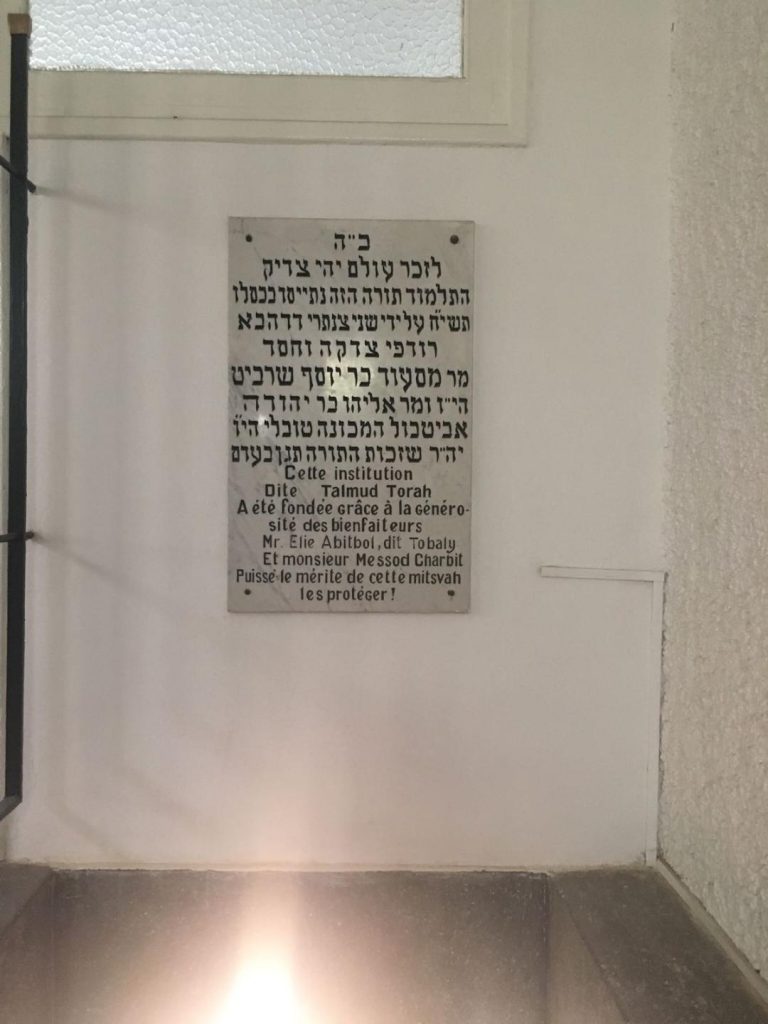 ב״ה
לזכר עולם יהי צדיק
התלמוד תורה הזה נתייסד בכסלו
תשי״ח על ידי שני צנתרי דדהבא
רודפי צדקה וחסד
מר מסעוד בר יוסף שרביט
הי״ו ומר אליהו בר יהודה
אביטבול המכונה טובלי הי״ו
יה״ר שזכות התורה תגן בעדם
Cette institution
Dite Talmud Torah
A été fondée grâce à la Généro-
sité des bienfaiteurs
Mr. Elie Abitbol, dit Tobaly
Et monsieur Messod Charbit
Puisse le mérite de cette mitsvah
les protéger !